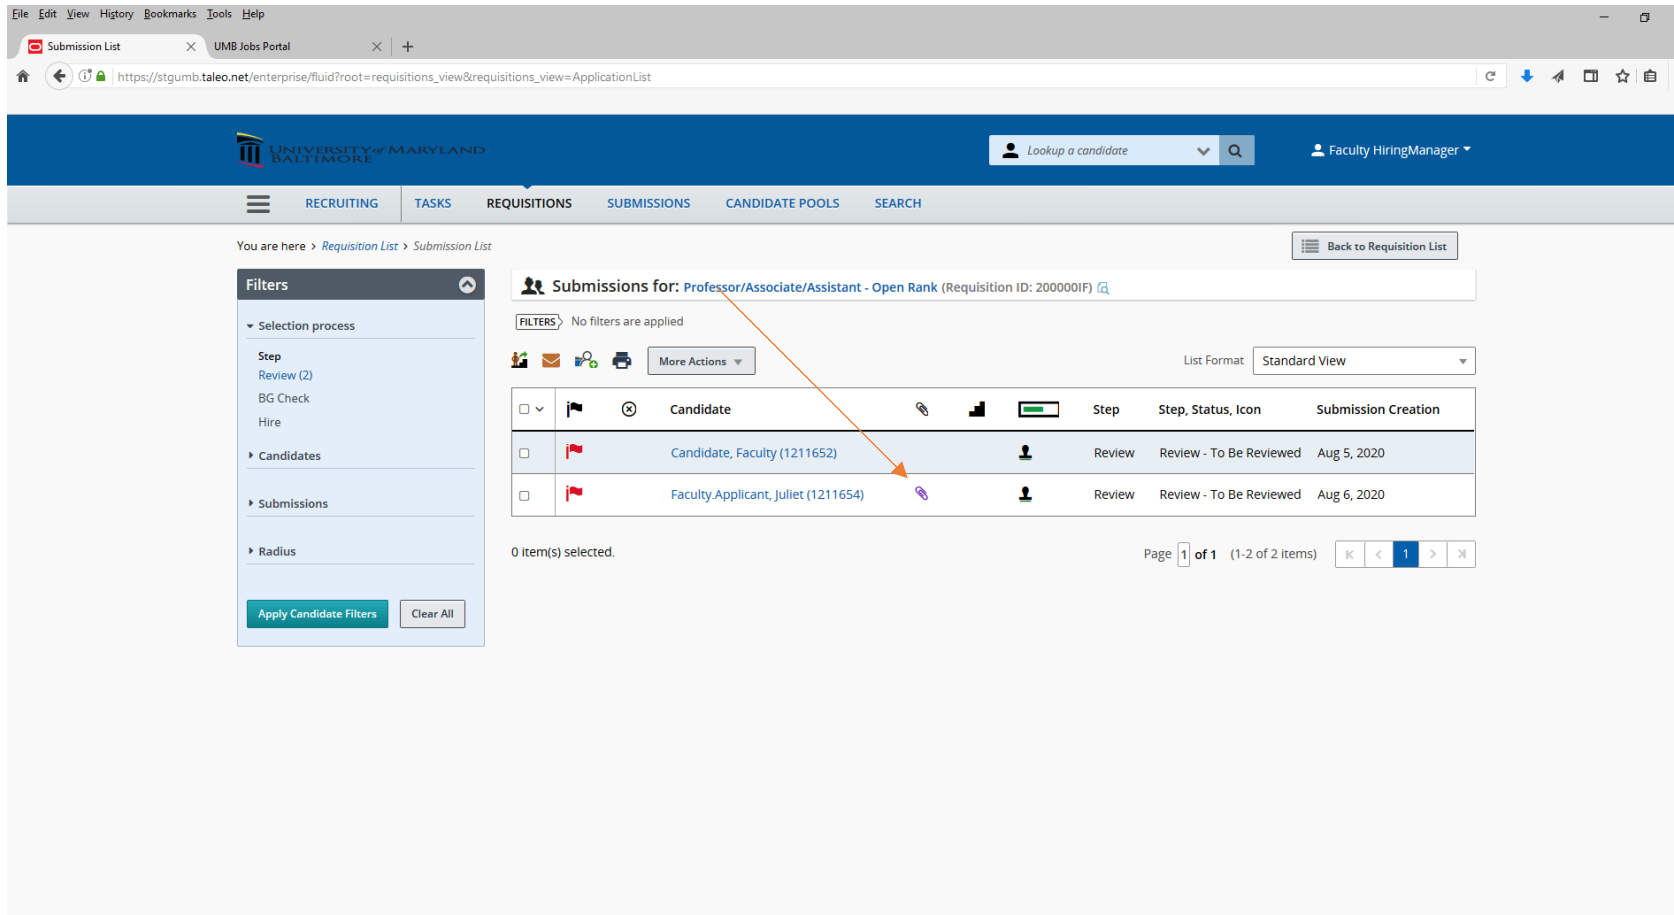 File Edit View History Bookmarks Tools Help
Submission List
UMB Jobs Portal
https://stgumb.taleo.net/enterprise/fluid?root=requisitions_view&requisitions_view=ApplicationList
UNIVERSITY of MARYLAND
BALTIMORE
Lookup a candidate
Faculty HiringManager
RECRUITING TASKS REQUISITIONS SUBMISSIONS CANDIDATE POOLS SEARCH
You are here > Requisition List > Submission List
Back to Requisition List
Filters
Selection process
Step
Review (2)
BG Check
Hire
Candidates
Submissions
Radius
Apply Candidate Filters Clear All
Submissions for: Professor/Associate/Assistant - Open Rank (Requisition ID: 200000IF)
FILTERS No filters are applied
More Actions
List Format Standard View
Candidate Step Step, Status, Icon Submission Creation
Candidate, Faculty (1211652) Review Review - To Be Reviewed Aug 5, 2020
Faculty.Applicant, Juliet (1211654) Review Review - To Be Reviewed Aug 6, 2020
0 item(s) selected.
Page 1 of 1 (1-2 of 2 items) K < 1 > >|